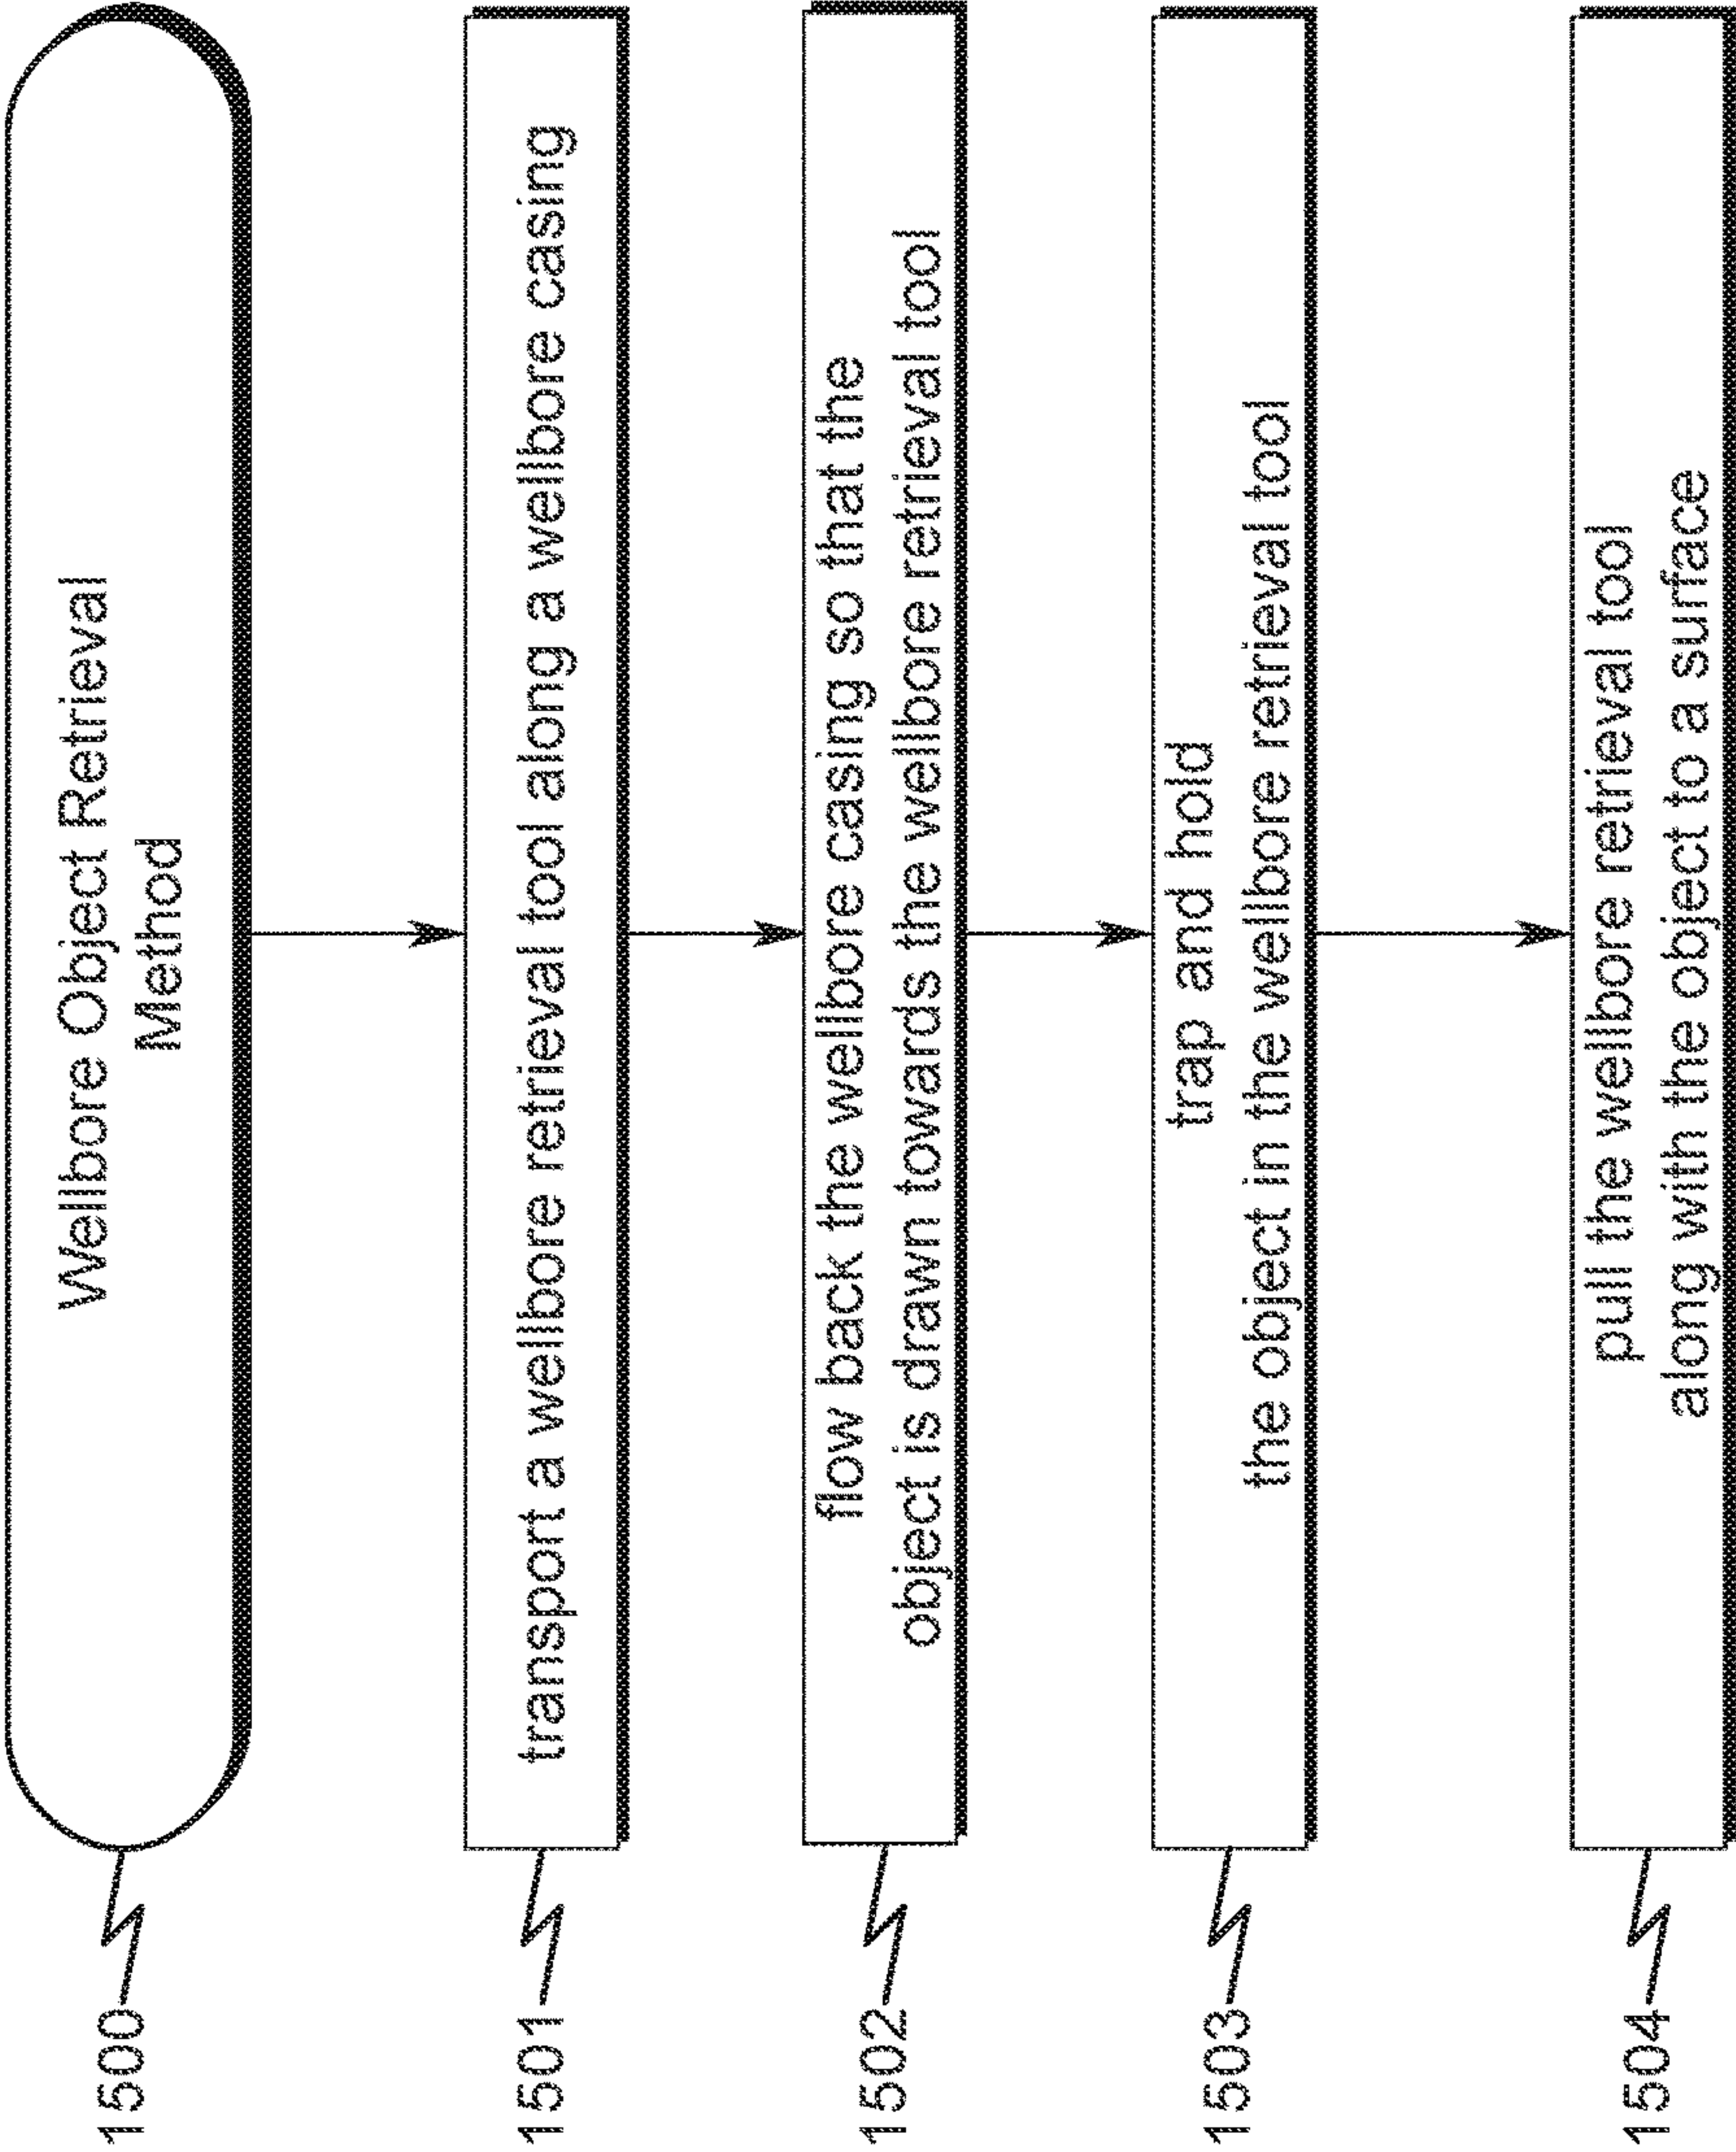 1500
Wellbore Object Retrieval
Method
1501
transport a wellbore retrieval tool along a wellbore casing
1502
flow back the wellbore casing so that the
object is drawn towards the wellbore retrieval tool
1503
trap and hold
the object in the wellbore retrieval tool
1504
pull the wellbore retrieval tool
along with the object to a surface